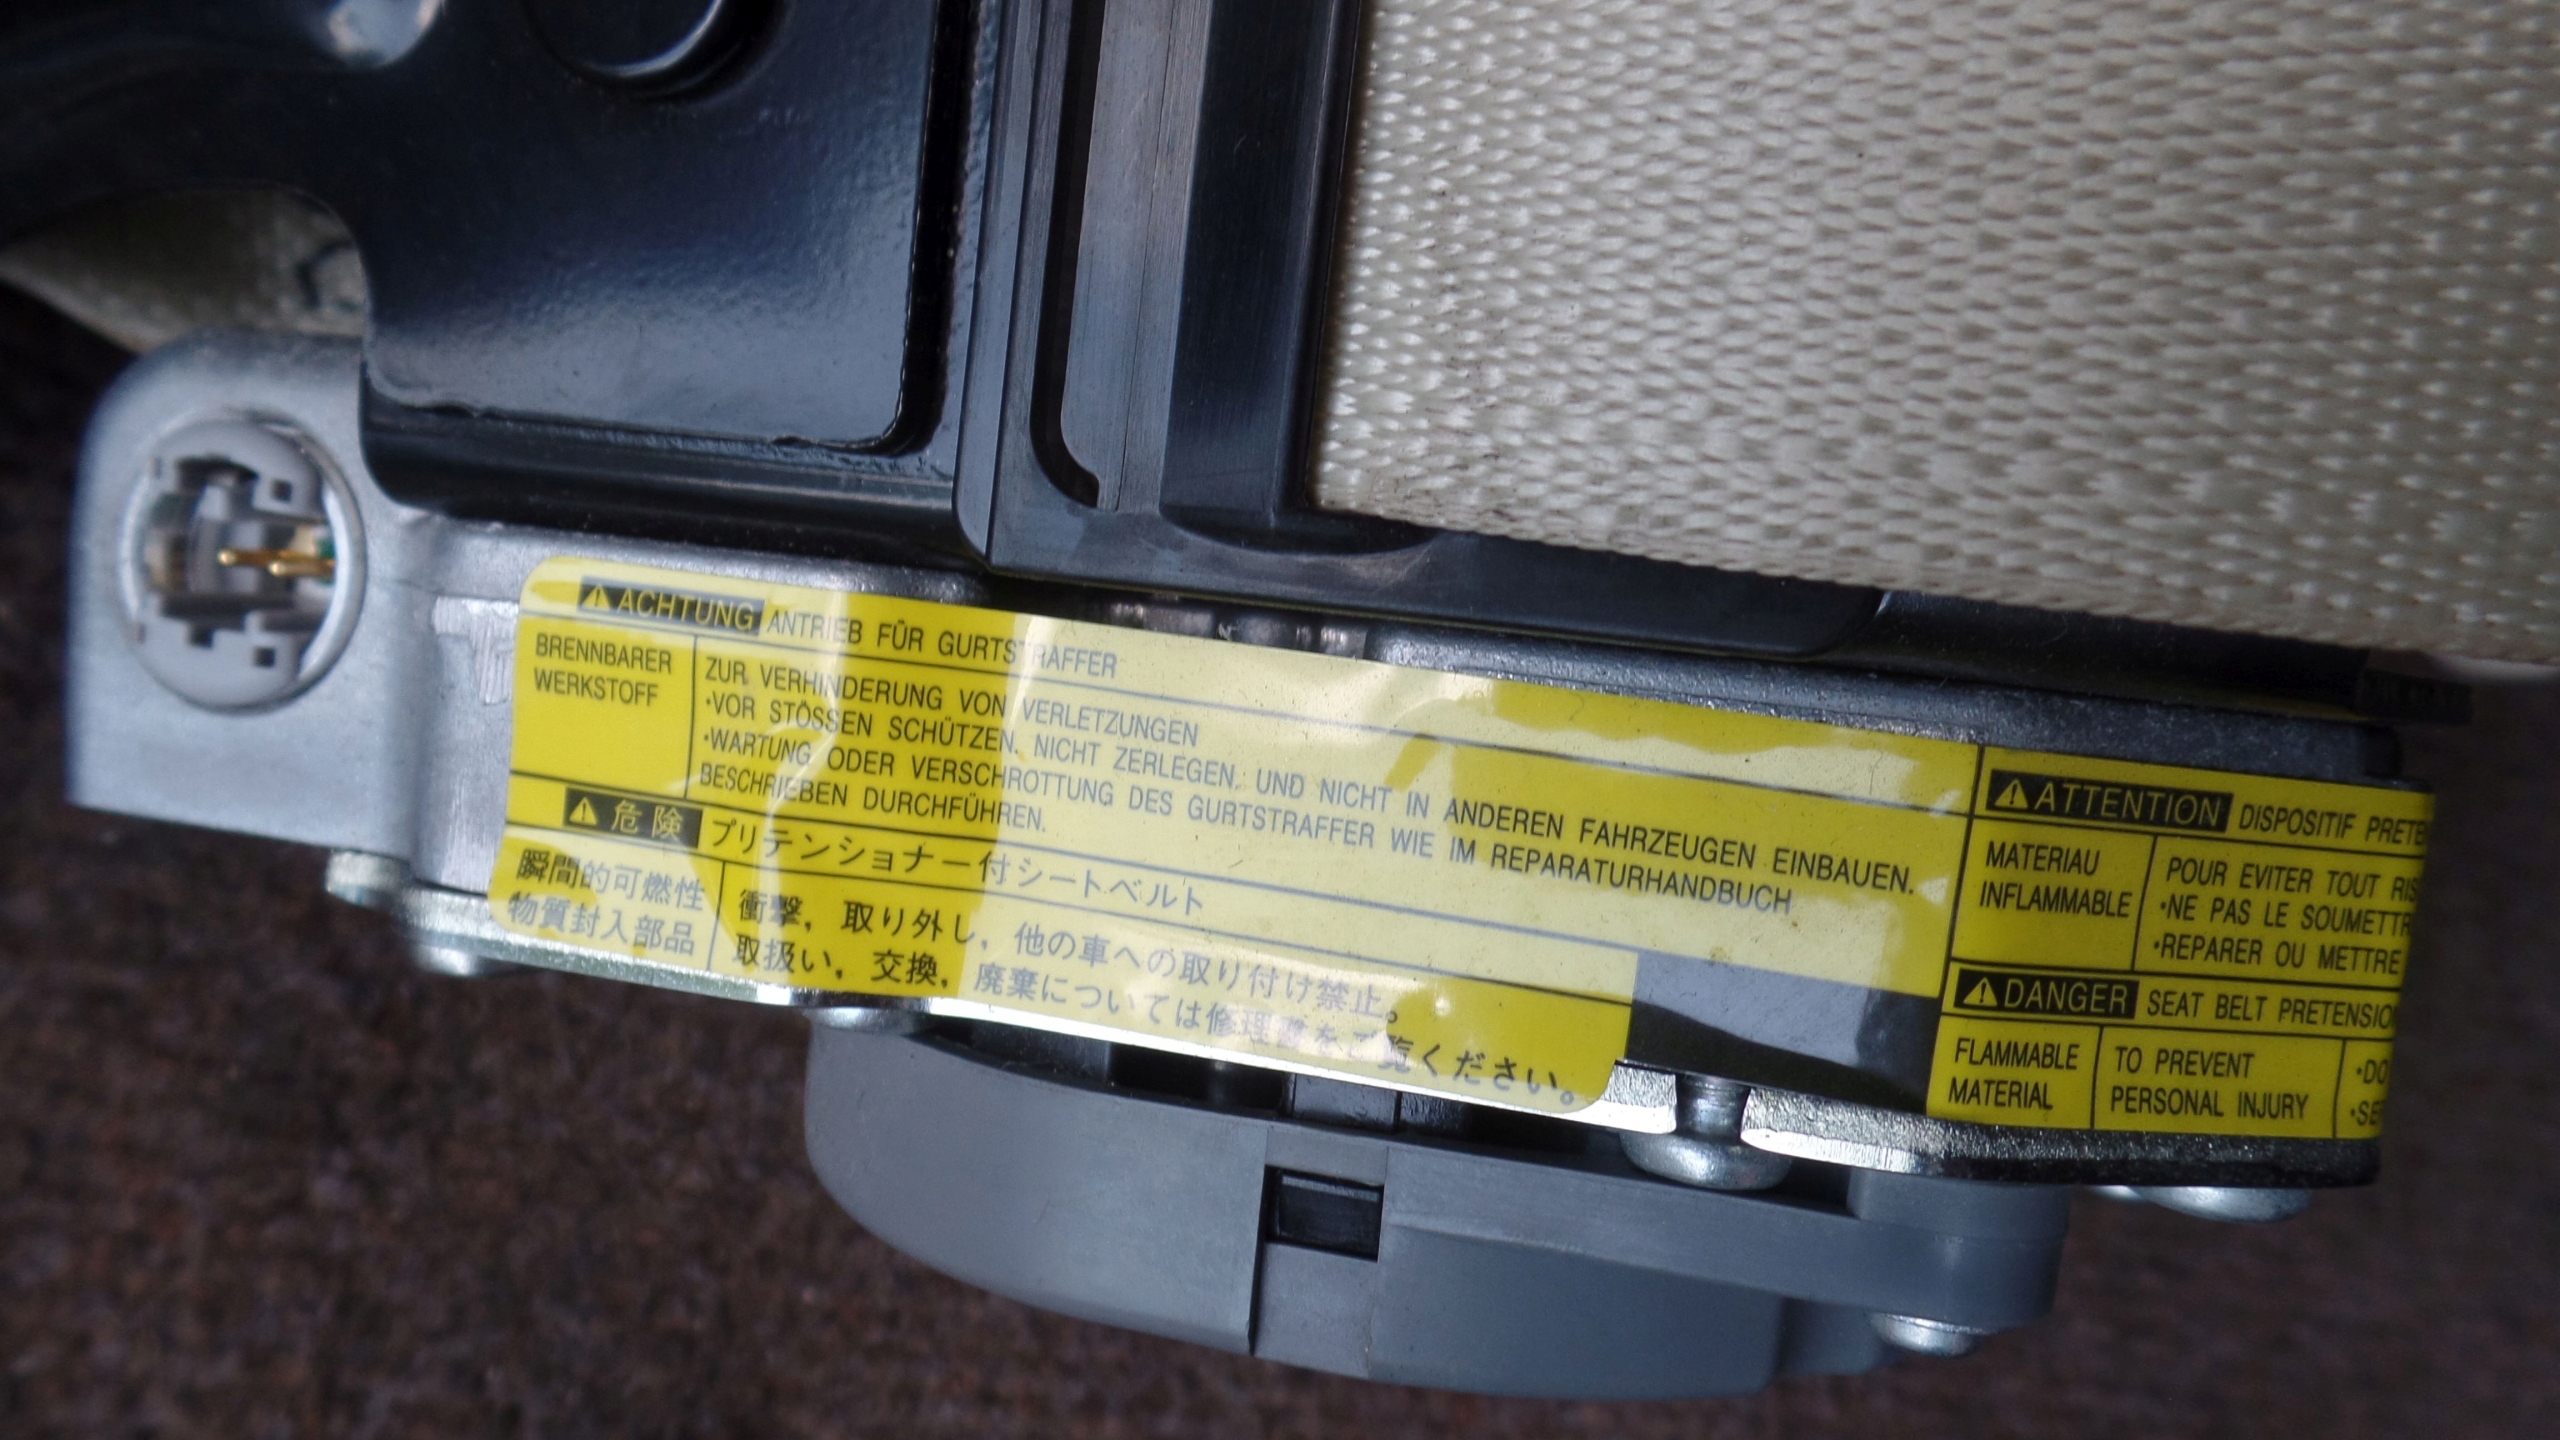 ⚠ACHTUNG ANTRIEB FÜR GURTSTRAFFER
BRENNBARER
WERKSTOFF
ZUR VERHINDERUNG VON VERLETZUNGEN
•VOR STÖSSEN SCHÜTZEN. NICHT ZERLEGEN, UND NICHT IN ANDEREN FAHRZEUGEN EINBAUEN.
•WARTUNG ODER VERSCHROTTUNG DES GURTSTRAFFER WIE IM REPARATURHANDBUCH
BESCHRIEBEN DURCHFÜHREN.
⚠危険 プリテンショナー付シートベルト
瞬間的可燃性
物質封入部品
衝撃，取り外し，他の車への取り付け禁止。
取扱い，交換，廃棄については修理書をご覧ください。
⚠ATTENTION DISPOSITIF PRETE
MATERIAU
INFLAMMABLE
POUR EVITER TOUT RIS
•NE PAS LE SOUMETTR
•REPARER OU METTRE
⚠DANGER SEAT BELT PRETENSIO
FLAMMABLE
MATERIAL
TO PREVENT
PERSONAL INJURY
•DO
•SE